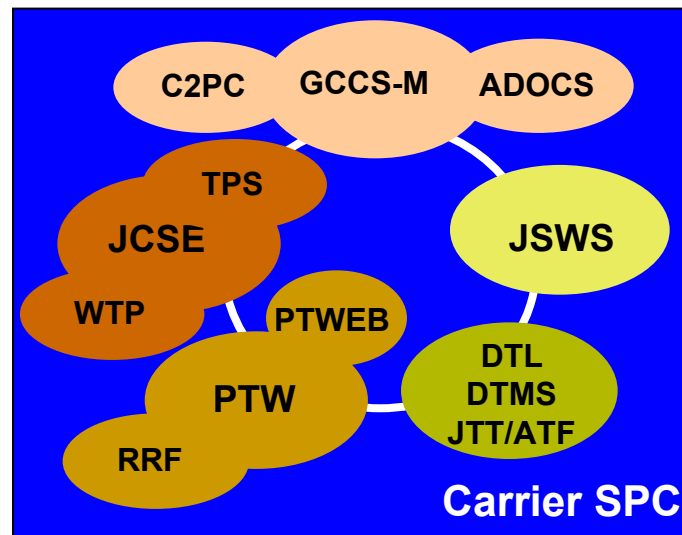 C2PC
GCCS-M
ADOCS
TPS
JCSE
JSWS
WTP
PTWEB
DTL
DTMS
JTT/ATF
PTW
RRF
Carrier SPC